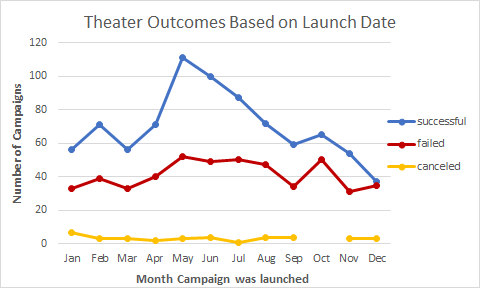 Theater Outcomes Based on Launch Date
120
100
80
60
40
20
0
Number of Campaigns
Jan Feb Mar Apr May Jun Jul Aug Sep Oct Nov Dec
Month Campaign was launched
successful
failed
canceled